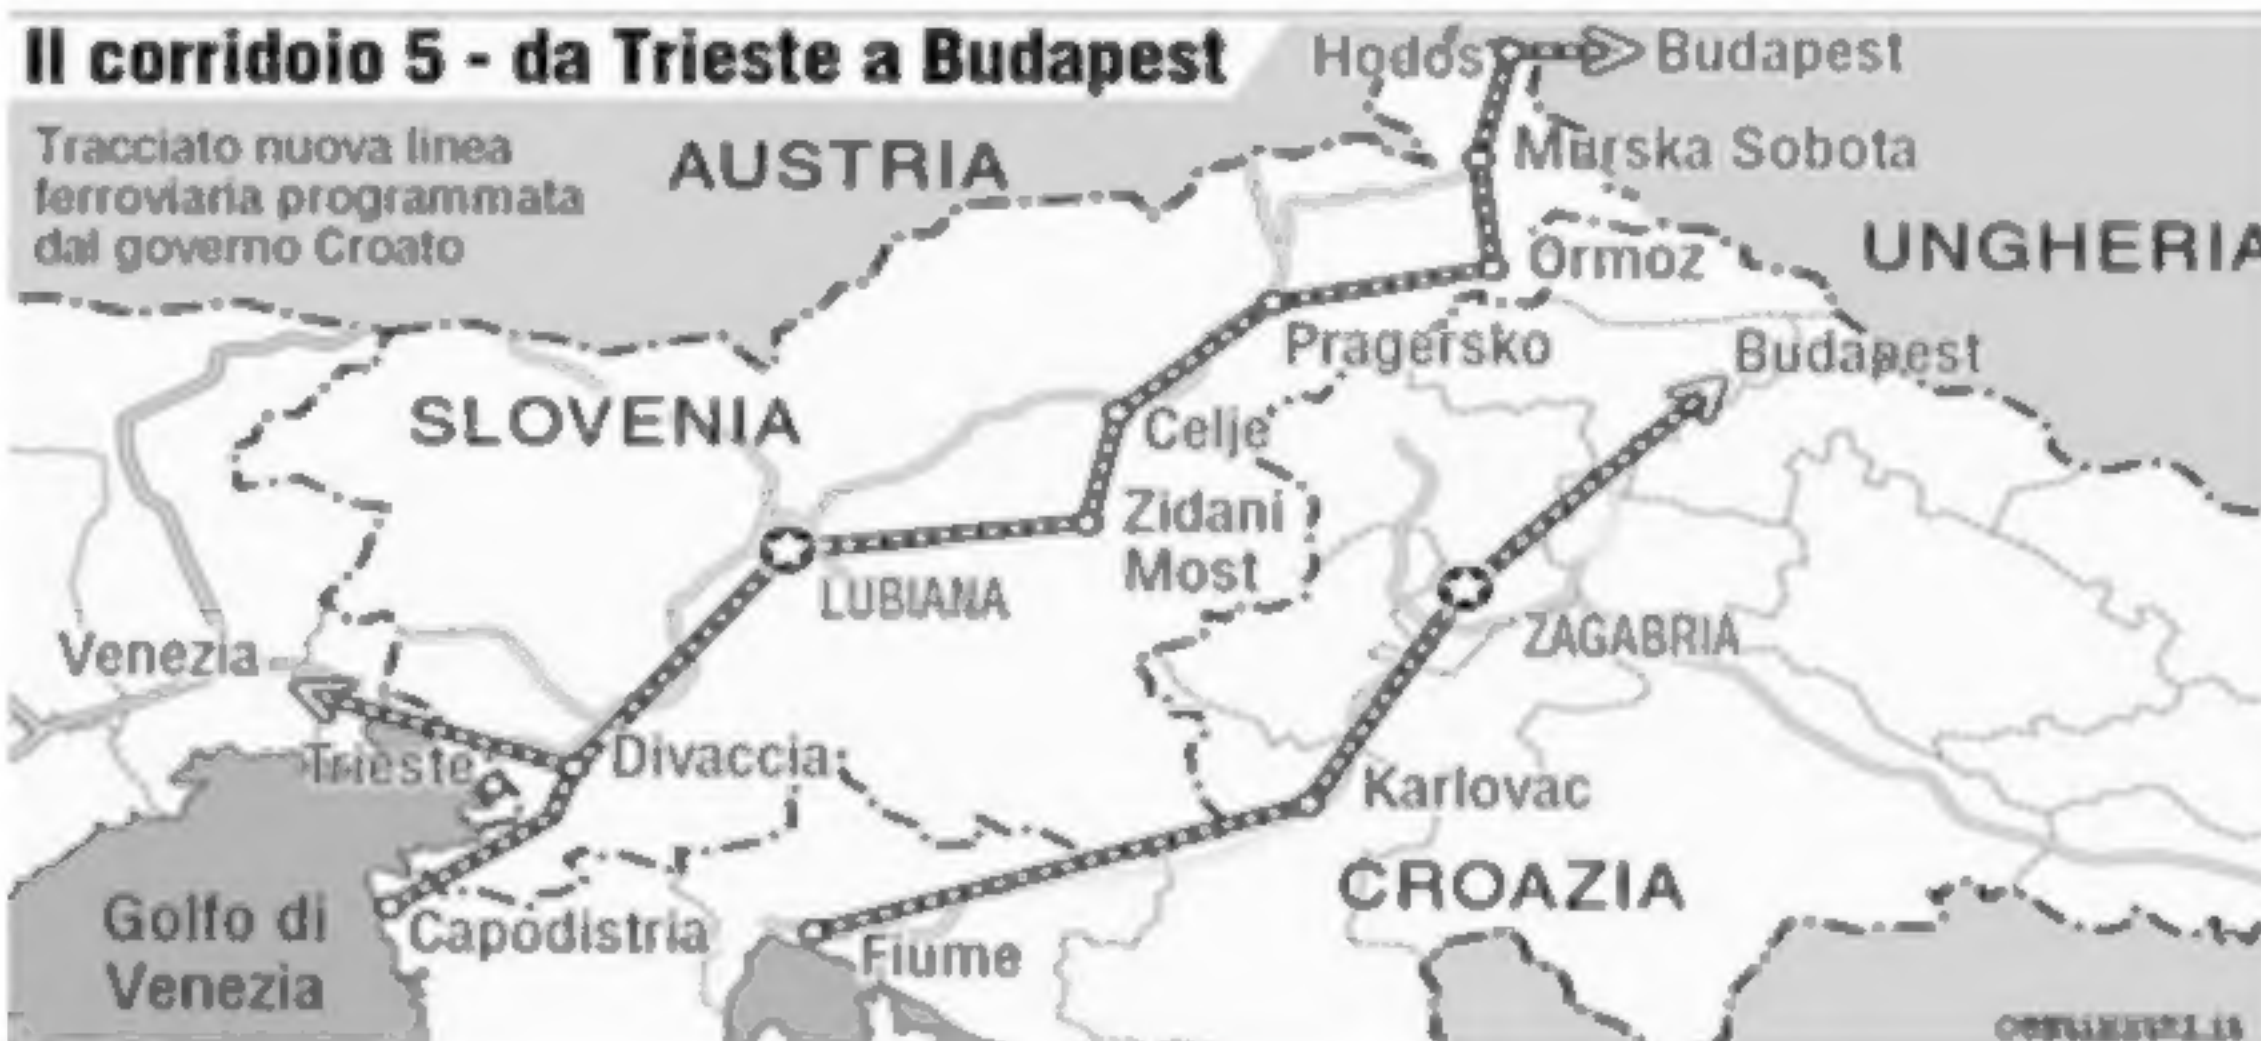 Il corridoio 5 - da Trieste a Budapest
Tracciato nuova linea
ferroviaria programmata
dal governo Croato
AUSTRIA
Hodos
Budapest
Murska Sobota
UNGHERIA
Ormoz
Pragersko
Budapest
SLOVENIA
Celje
Zidani
Most
LUBIANA
ZAGABRIA
Venezia
Trieste
Divaccia
Karlovac
CROAZIA
Golfo di
Venezia
Capodistria
Fiume